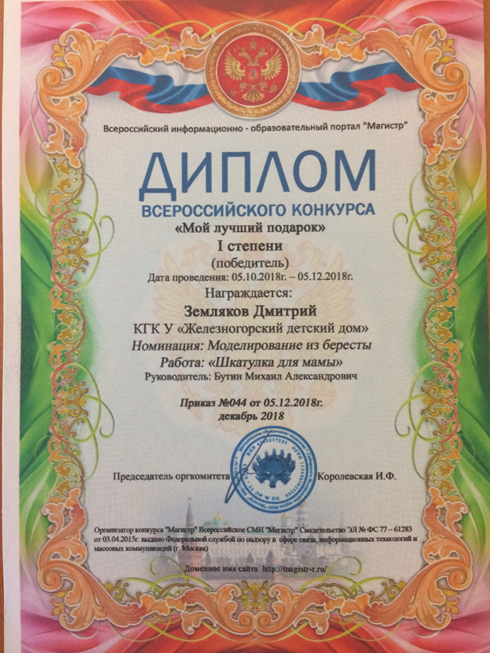 Всероссийский информационно - образовательный портал "Магистр"
ДИПЛОМ
ВСЕРОССИЙСКОГО КОНКУРСА
«Мой лучший подарок»
I степени
(победитель)
Дата проведения: 05.10.2018г. – 05.12.2018г.
Награждается:
Земляков Дмитрий
КГК У «Железногорский детский дом»
Номинация: Моделирование из бересты
Работа: «Шкатулка для мамы»
Руководитель: Бутин Михаил Александрович
Приказ №044 от 05.12.2018г.
декабрь 2018
Председатель оргкомитета Королевская И.Ф.
Организатор конкурса "Магистр" Всероссийское СМИ "Магистр" Свидетельство ЭЛ № ФС 77 – 61283
от 03.04.2015г. выдано Федеральной службой по надзору в сфере связи, информационных технологий и
массовых коммуникаций (г. Москва)
Доменное имя сайта http://magistr-r.ru/